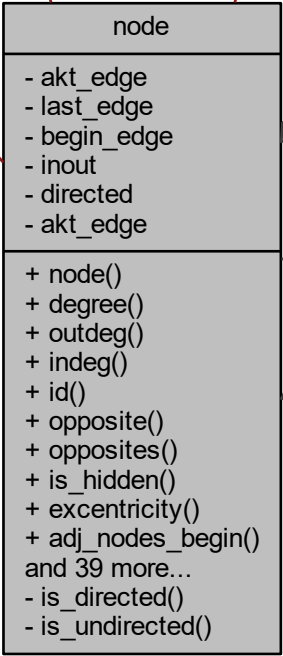 node
- akt_edge
- last_edge
- begin_edge
- inout
- directed
- akt_edge
+ node()
+ degree()
+ outdeg()
+ indeg()
+ id()
+ opposite()
+ opposites()
+ is_hidden()
+ excentricity()
+ adj_nodes_begin()
and 39 more...
- is_directed()
- is_undirected()